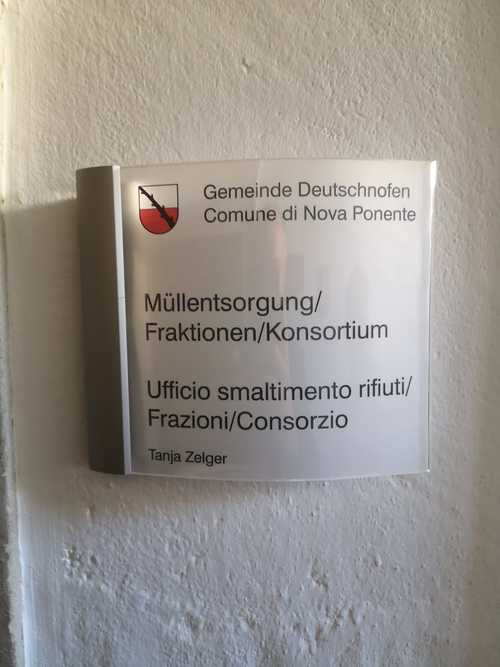 Gemeinde Deutschnofen
Comune di Nova Ponente
Müllentsorgung/
Fraktionen/Konsortium
Ufficio smaltimento rifiuti/
Frazioni/Consorzio
Tanja Zelger